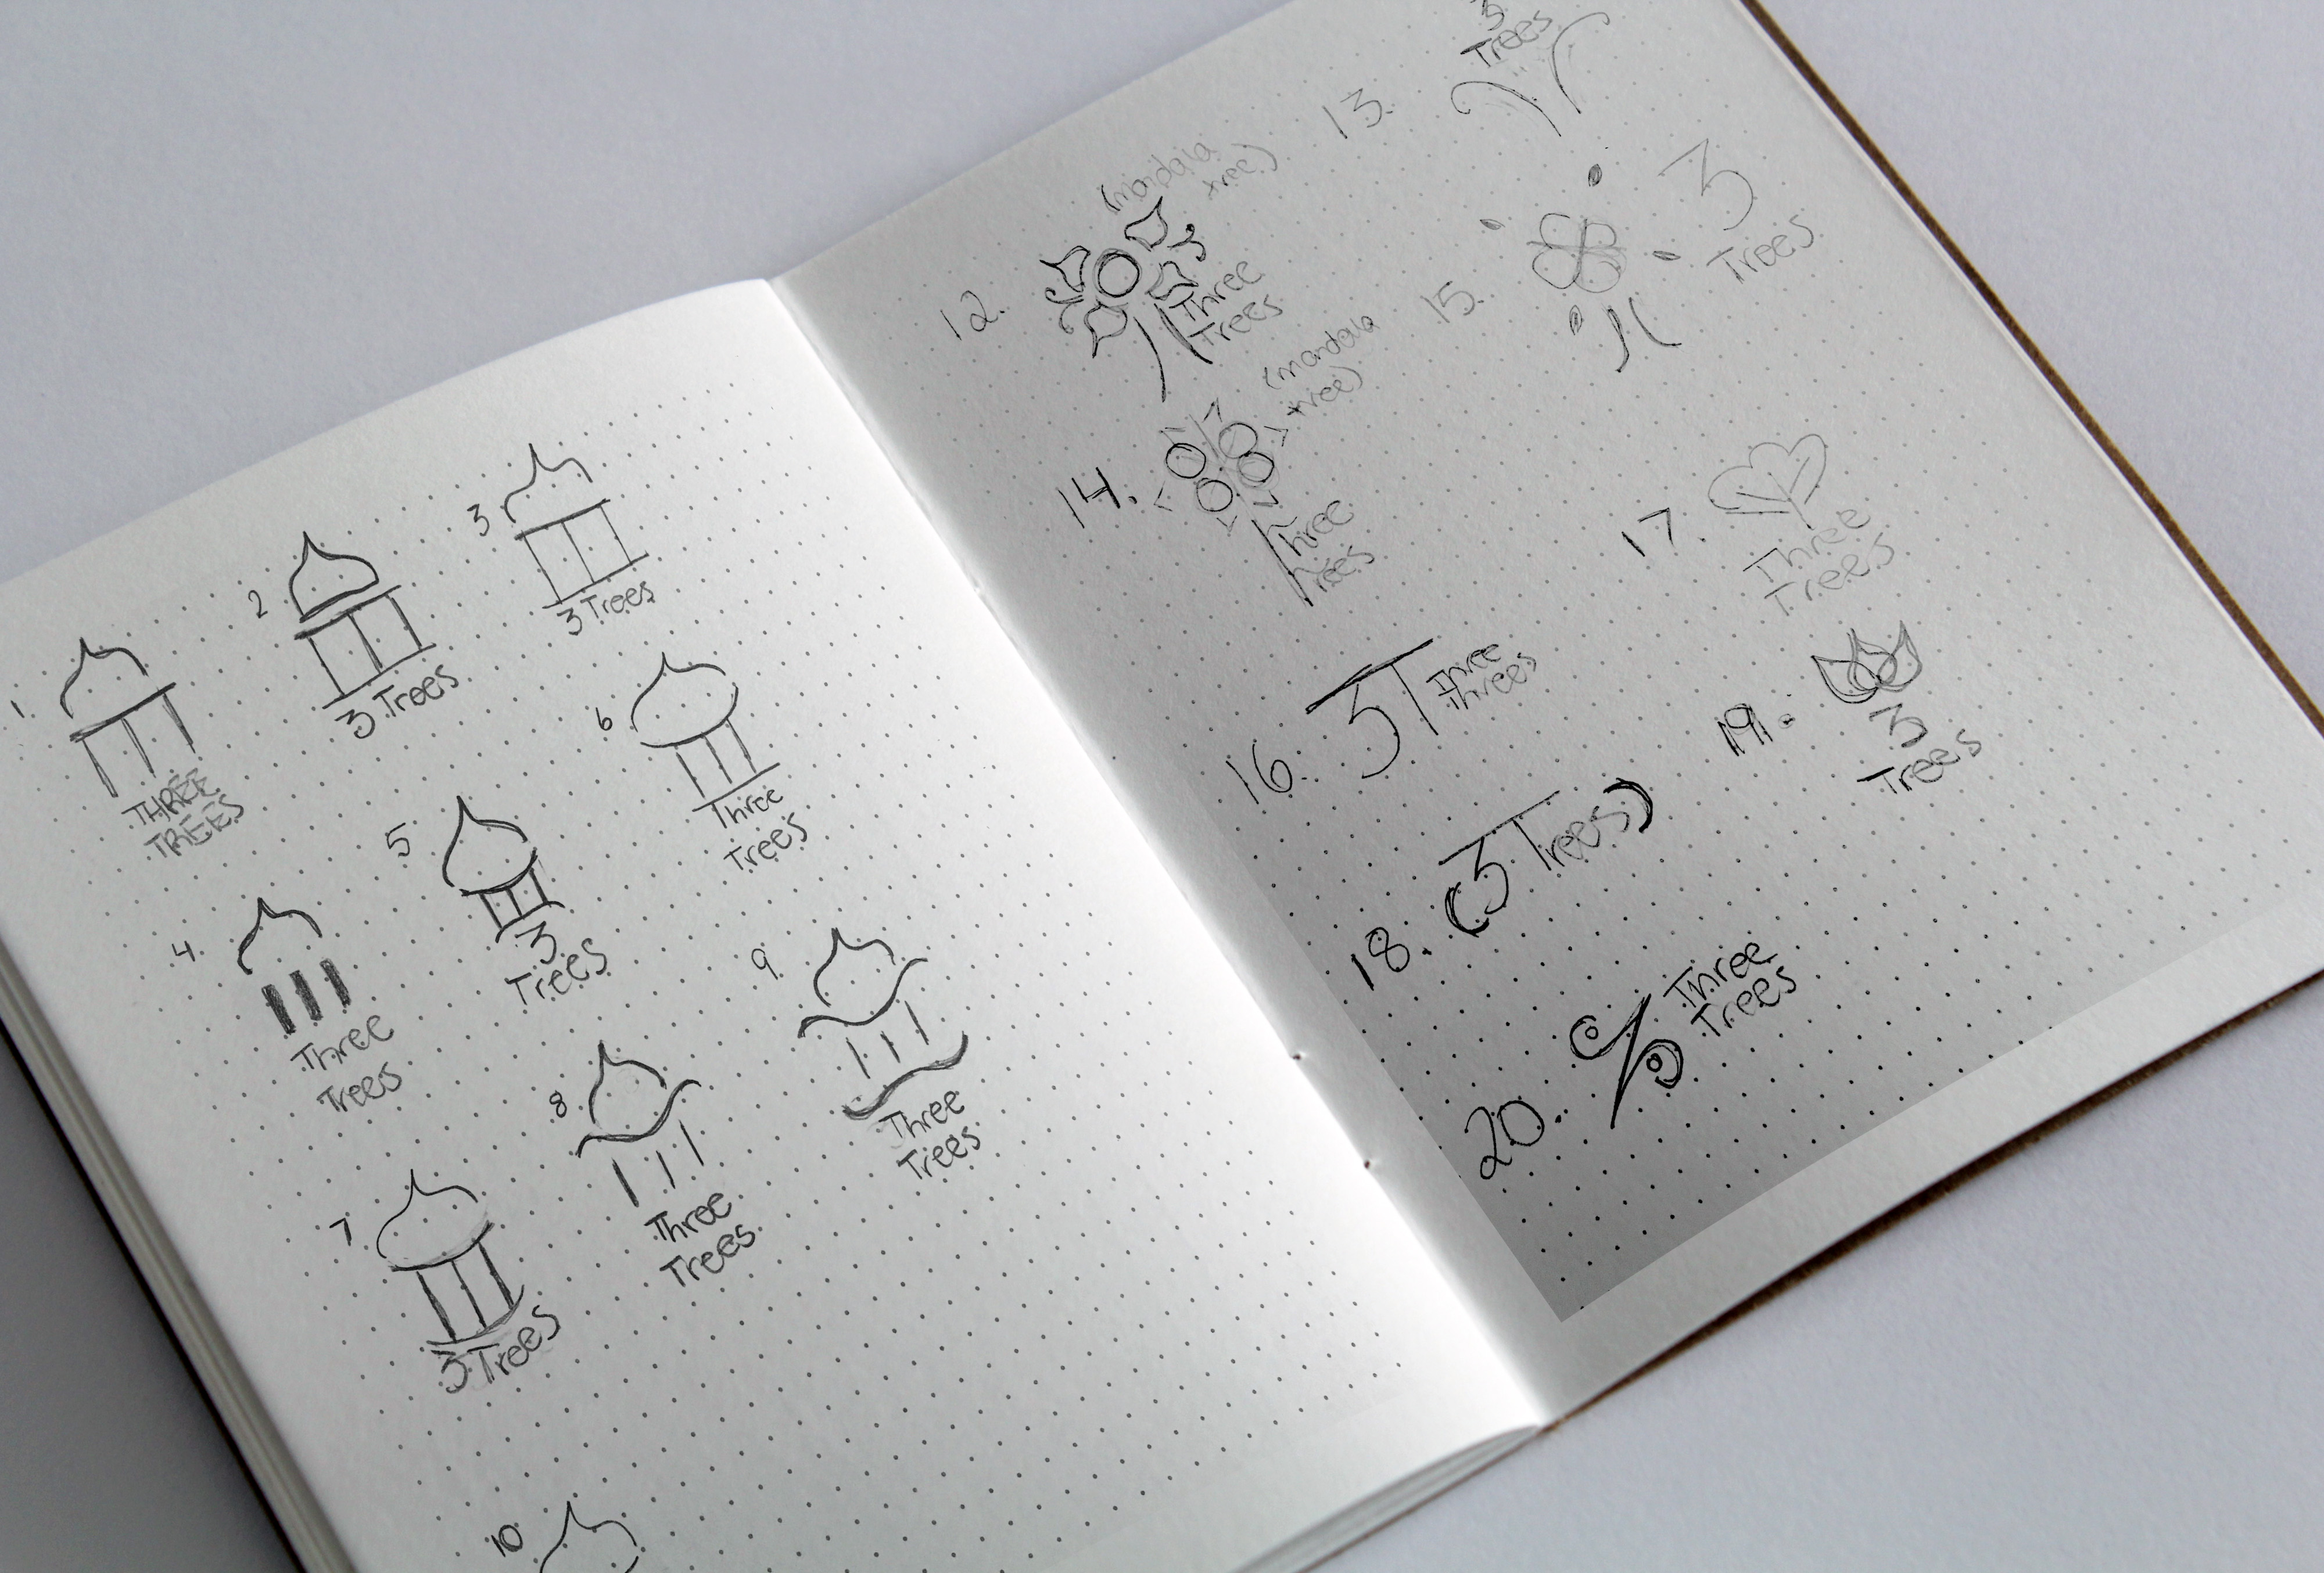 1.
THREE
TREES
2
3 Trees
3
3 Trees
4
Three
Trees
5
3
Trees
6
Three
Trees
7
3 Trees
8
Three
Trees
9
Three
Trees
10
12.
(mandala
tree)
Three
Trees
13.
3
Trees
14.
(mandala
tree)
Three
Trees
15.
3
Trees
16.
3T
Three
Threes
17.
Three
Trees
18.
(3 Trees)
19.
3
Trees
20.
Three
Trees